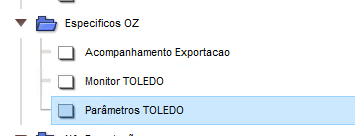 Especificos OZ
Acompanhamento Exportacao
Monitor TOLEDO
Parâmetros TOLEDO